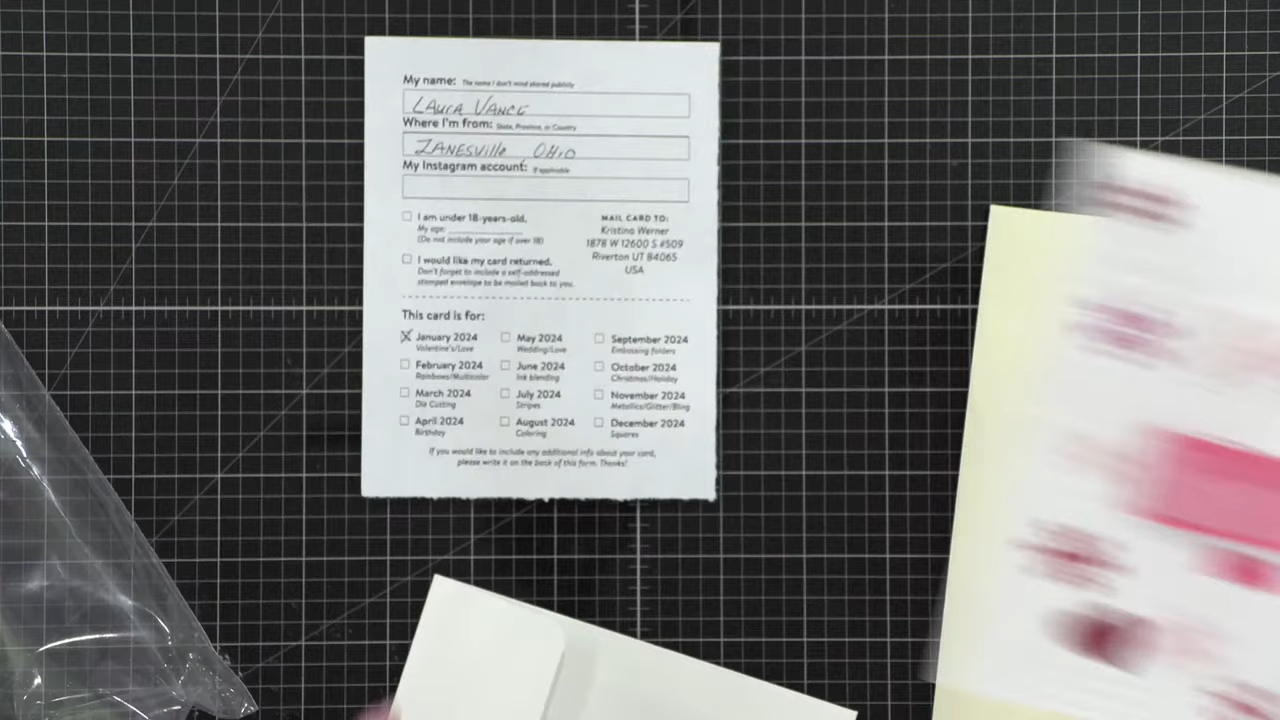 My name: The name I don't mind shared publicly
LAURA VANCE
Where I'm from: State, Province, or Country
ZANESVIlle OHIO
My Instagram account: If applicable
I am under 18-years-old.
My age:
(Do not include your age if over 18)
I would like my card returned.
Don't forget to include a self-addressed
stamped envelope to be mailed back to you.
MAIL CARD TO:
Kristina Werner
1878 W 12600 S #509
Riverton UT 84065
USA
This card is for:
X January 2024
Valentine's/Love
February 2024
Rainbows/Multicolor
March 2024
Die Cutting
April 2024
Birthday
May 2024
Wedding/Love
June 2024
Ink blending
July 2024
Stripes
August 2024
Coloring
September 2024
Embossing folders
October 2024
Christmas/Holiday
November 2024
Metallics/Glitter/Bling
December 2024
Squares
If you would like to include any additional info about your card,
please write it on the back of this form. Thanks!